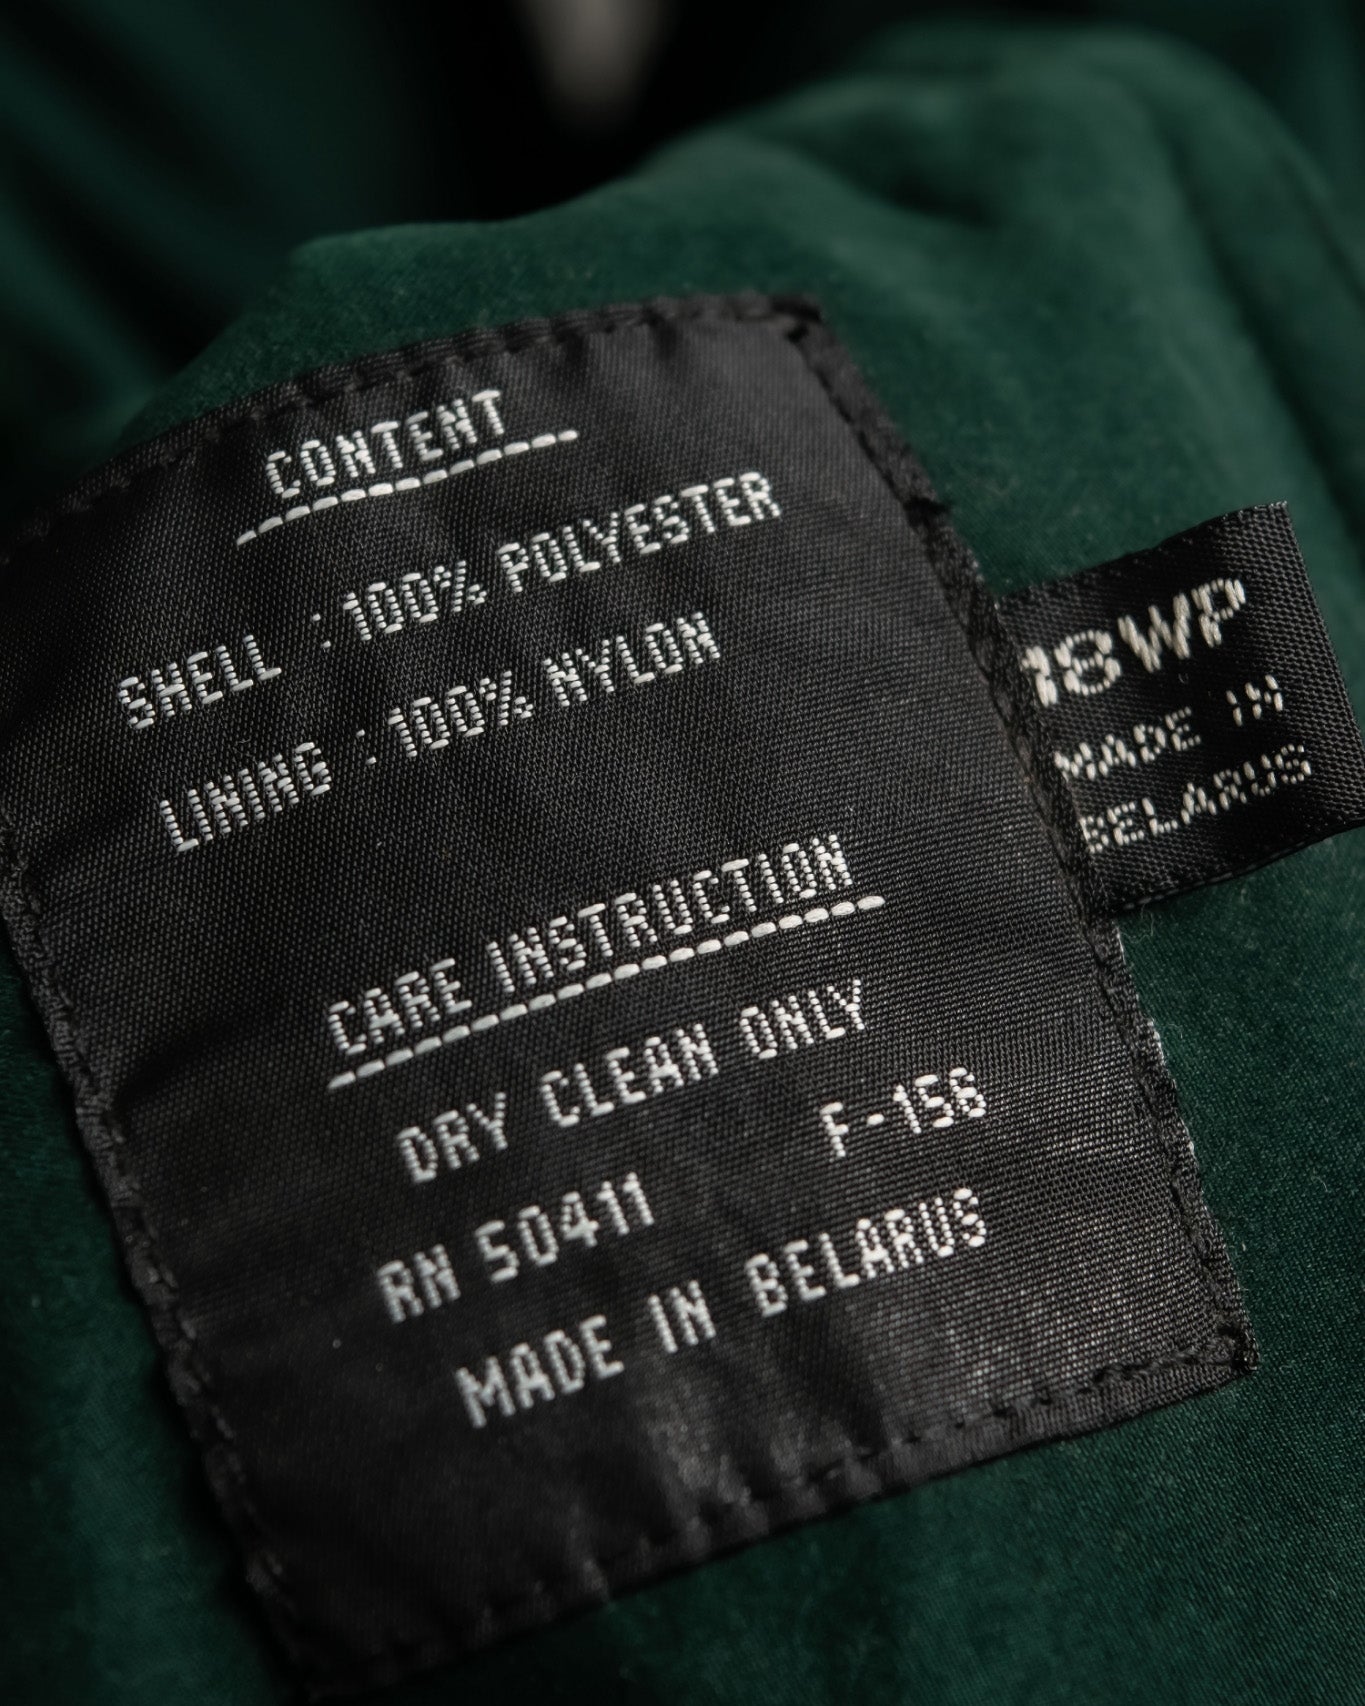 CONTENT
SHELL : 100% POLYESTER
LINING : 100% NYLON
CARE INSTRUCTION
DRY CLEAN ONLY
F-156
RN 50411
MADE IN BELARUS
18WP
MADE IN
BELARUS